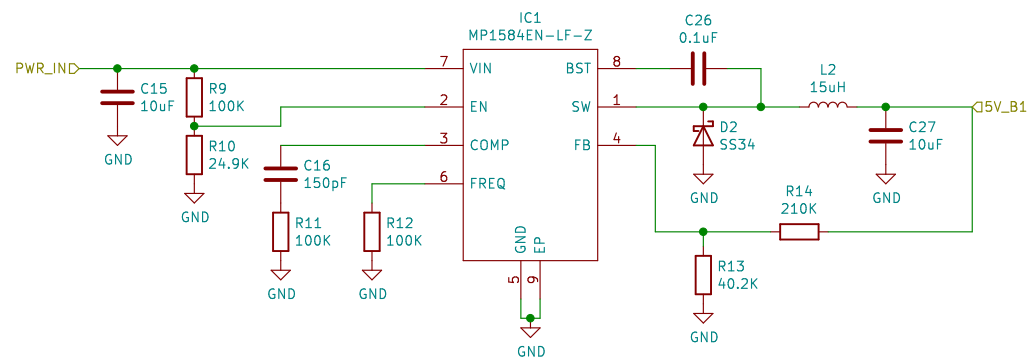 IC1
MP1584EN-LF-Z
PWR_IN
7
VIN
BST
8
C26
0.1uF
C15
10uF
R9
100K
2
EN
SW
1
L2
15uH
5V_B1
R10
24.9K
3
COMP
FB
4
D2
SS34
C27
10uF
GND
C16
150pF
6
FREQ
GND
GND
GND
R14
210K
R11
100K
R12
100K
GND
EP
R13
40.2K
GND
GND
5
9
GND
GND